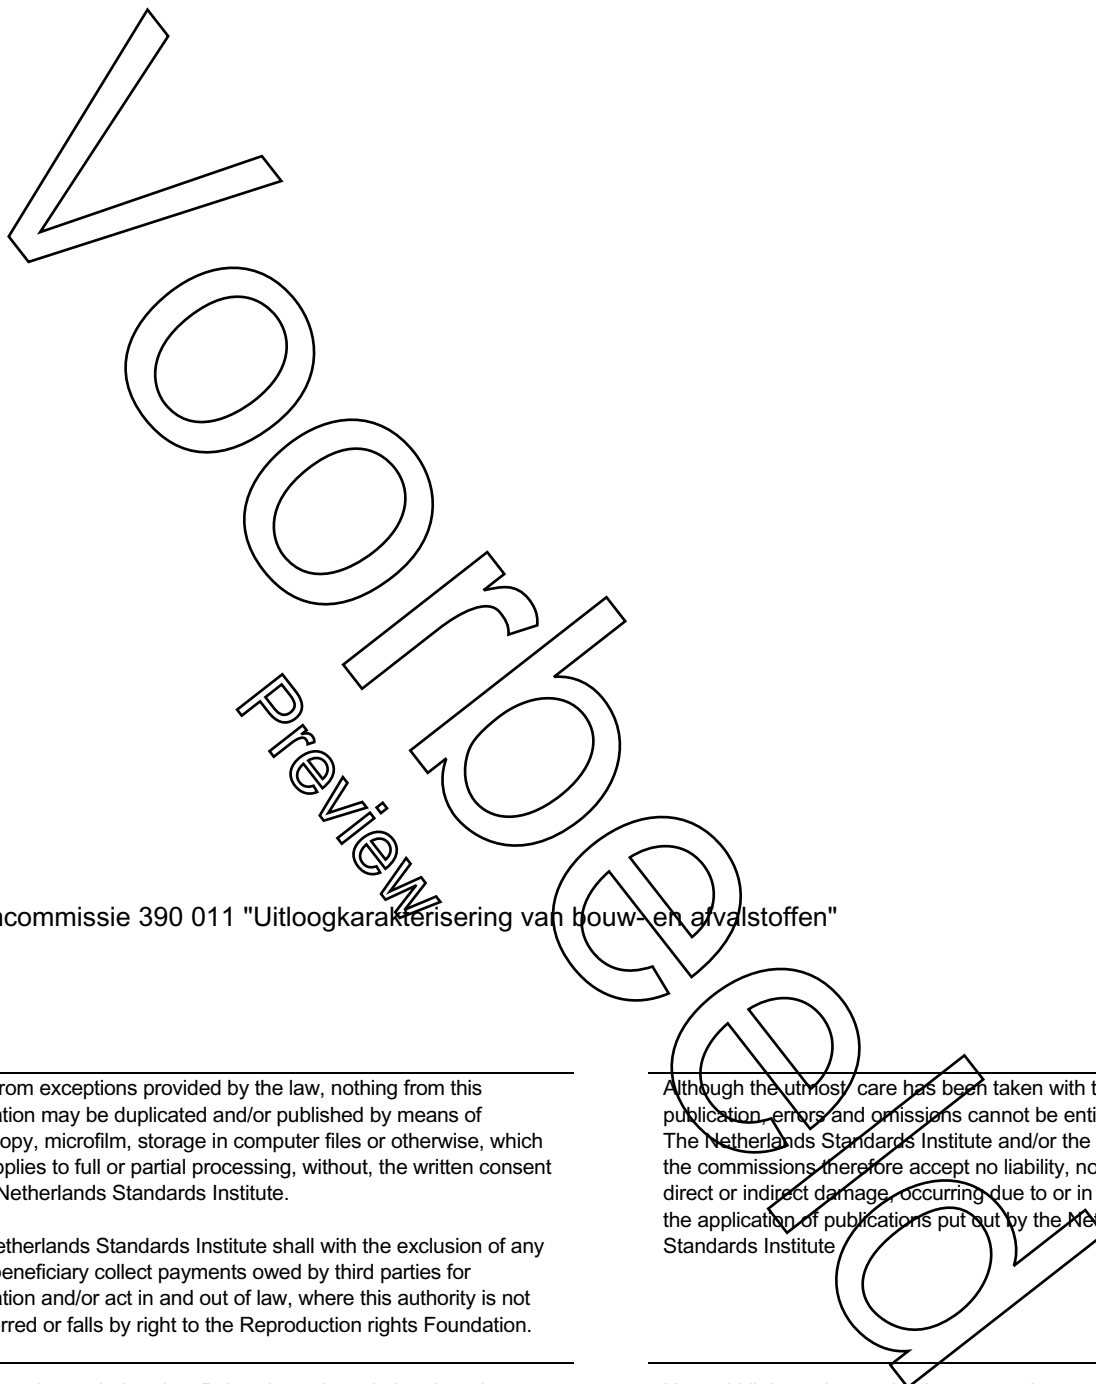 Voorbeeld
Preview
commissie 390 011 "Uitloogkarakterisering van bouw- en afvalstoffen"
rom exceptions provided by the law, nothing from this
ation may be duplicated and/or published by means of
opy, microfilm, storage in computer files or otherwise, which
pplies to full or partial processing, without, the written consent
Netherlands Standards Institute.
etherlands Standards Institute shall with the exclusion of any
beneficiary collect payments owed by third parties for
ation and/or act in and out of law, where this authority is not
rred or falls by right to the Reproduction rights Foundation.
Although the utmost care has been taken with t
publication, errors and omissions cannot be enti
The Netherlands Standards Institute and/or the
the commissions therefore accept no liability, no
direct or indirect damage, occurring due to or in
the application of publications put out by the Net
Standards Institute